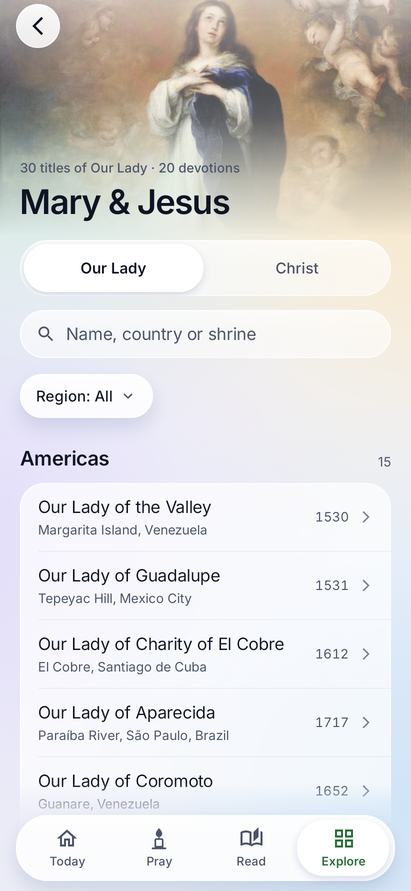 30 titles of Our Lady · 20 devotions
Mary & Jesus
Our Lady
Christ
Name, country or shrine
Region: All
Americas
15
Our Lady of the Valley
Margarita Island, Venezuela
1530
Our Lady of Guadalupe
Tepeyac Hill, Mexico City
1531
Our Lady of Charity of El Cobre
El Cobre, Santiago de Cuba
1612
Our Lady of Aparecida
Paraíba River, São Paulo, Brazil
1717
Our Lady of Coromoto
Guanare, Venezuela
1652
Today
Pray
Read
Explore